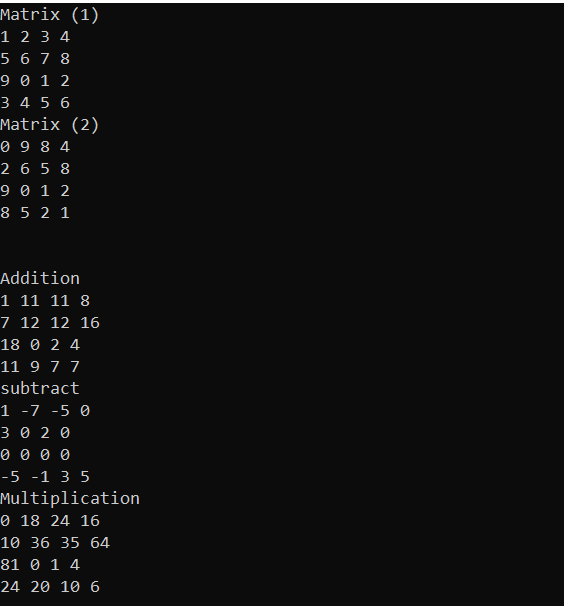 Matrix (1)
1 2 3 4
5 6 7 8
9 0 1 2
3 4 5 6
Matrix (2)
0 9 8 4
2 6 5 8
9 0 1 2
8 5 2 1
Addition
1 11 11 8
7 12 12 16
18 0 2 4
11 9 7 7
subtract
1 -7 -5 0
3 0 2 0
0 0 0 0
-5 -1 3 5
Multiplication
0 18 24 16
10 36 35 64
81 0 1 4
24 20 10 6